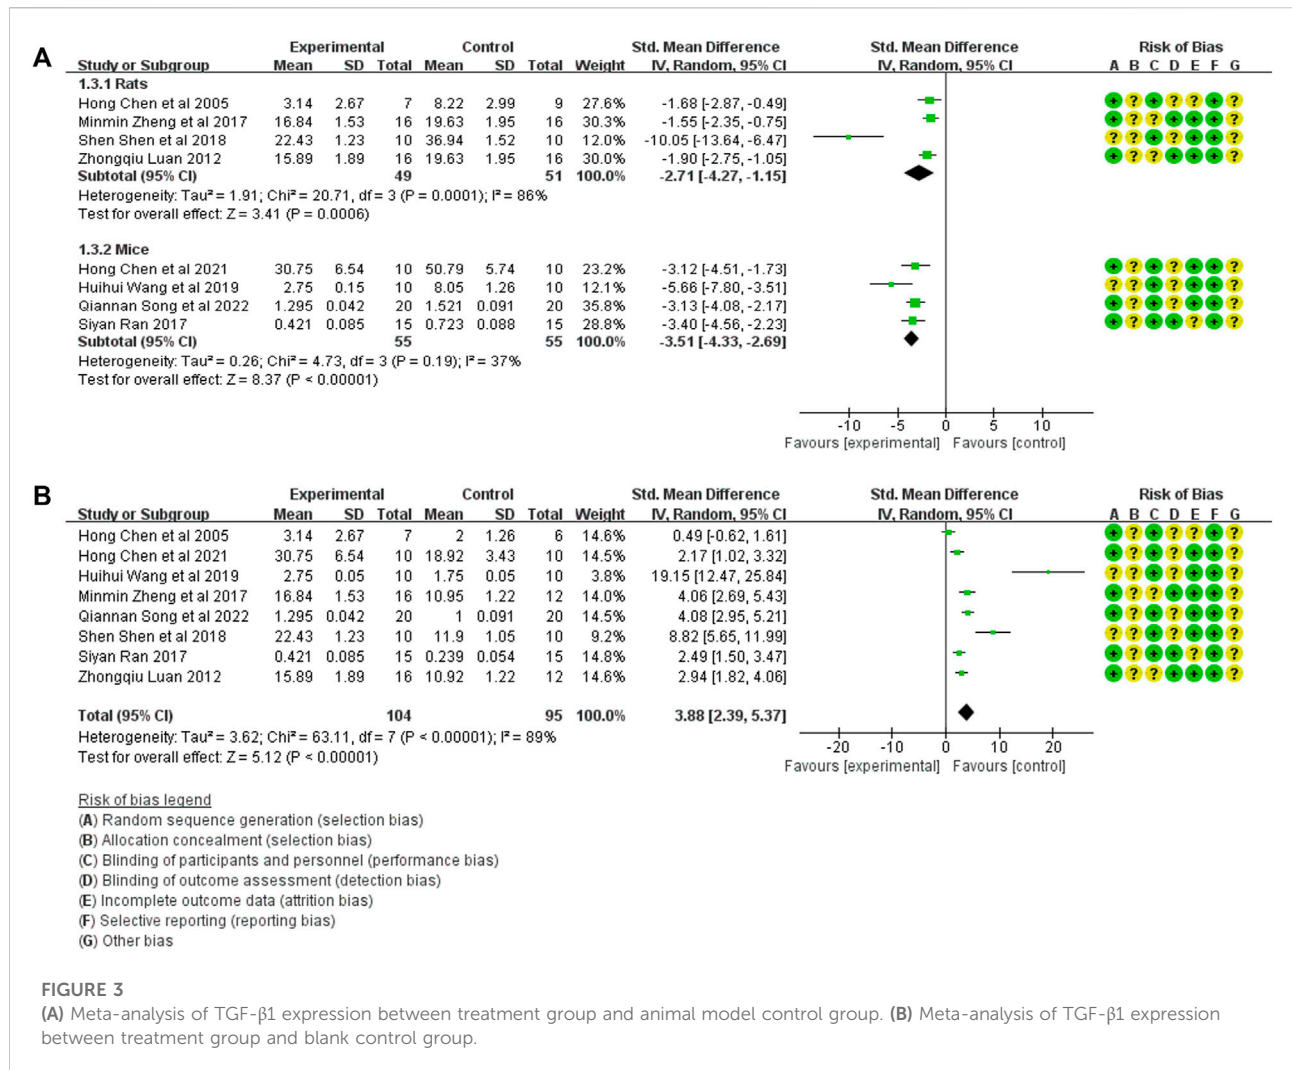 A
Experimental Control Std. Mean Difference Std. Mean Difference Risk of Bias
Study or Subgroup Mean SD Total Mean SD Total Weight IV, Random, 95% CI IV, Random, 95% CI A B C D E F G
1.3.1 Rats
Hong Chen et al 2005 3.14 2.67 7 8.22 2.99 9 27.6% -1.68 [-2.87, -0.49] + ? + ? ? + ?
Minmin Zheng et al 2017 16.84 1.53 16 19.63 1.95 16 30.3% -1.55 [-2.35, -0.75] + ? ? + + + ?
Shen Shen et al 2018 22.43 1.23 10 36.94 1.52 10 12.0% -10.05 [-13.64, -6.47] ? ? + ? + + ?
Zhongqiu Luan 2012 15.89 1.89 16 19.63 1.95 16 30.0% -1.90 [-2.75, -1.05] + ? ? + + + ?
Subtotal (95% CI) 49 51 100.0% -2.71 [-4.27, -1.15]
Heterogeneity: Tau² = 1.91; Chi² = 20.71, df = 3 (P = 0.0001); I² = 86%
Test for overall effect: Z = 3.41 (P = 0.0006)
1.3.2 Mice
Hong Chen et al 2021 30.75 6.54 10 50.79 5.74 10 23.2% -3.12 [-4.51, -1.73] + ? + ? + + ?
Huihui Wang et al 2019 2.75 0.15 10 8.05 1.26 10 12.1% -5.66 [-7.80, -3.51] ? ? + ? + + ?
Qiannan Song et al 2022 1.295 0.042 20 1.521 0.091 20 35.8% -3.13 [-4.08, -2.17] + ? + ? + + ?
Siyan Ran 2017 0.421 0.085 15 0.723 0.088 15 28.8% -3.40 [-4.56, -2.23] + ? + + ? + ?
Subtotal (95% CI) 55 55 100.0% -3.51 [-4.33, -2.69]
Heterogeneity: Tau² = 0.26; Chi² = 4.73, df = 3 (P = 0.19); I² = 37%
Test for overall effect: Z = 8.37 (P < 0.00001)
-10 -5 0 5 10
Favours [experimental] Favours [control]
B
Experimental Control Std. Mean Difference Std. Mean Difference Risk of Bias
Study or Subgroup Mean SD Total Mean SD Total Weight IV, Random, 95% CI IV, Random, 95% CI A B C D E F G
Hong Chen et al 2005 3.14 2.67 7 2 1.26 6 14.6% 0.49 [-0.62, 1.61] + ? + ? ? + ?
Hong Chen et al 2021 30.75 6.54 10 18.92 3.43 10 14.5% 2.17 [1.02, 3.32] + ? + ? + + ?
Huihui Wang et al 2019 2.75 0.05 10 1.75 0.05 10 3.8% 19.15 [12.47, 25.84] ? ? + ? + + ?
Minmin Zheng et al 2017 16.84 1.53 16 10.95 1.22 12 14.0% 4.06 [2.69, 5.43] + ? ? + + + ?
Qiannan Song et al 2022 1.295 0.042 20 1 0.091 20 14.5% 4.08 [2.95, 5.21] + ? + ? + + ?
Shen Shen et al 2018 22.43 1.23 10 11.9 1.05 10 9.2% 8.82 [5.65, 11.99] ? ? + ? + + ?
Siyan Ran 2017 0.421 0.085 15 0.239 0.054 15 14.8% 2.49 [1.50, 3.47] + ? + + ? + ?
Zhongqiu Luan 2012 15.89 1.89 16 10.92 1.22 12 14.6% 2.94 [1.82, 4.06] + ? ? + + + ?
Total (95% CI) 104 95 100.0% 3.88 [2.39, 5.37]
Heterogeneity: Tau² = 3.62; Chi² = 63.11, df = 7 (P < 0.00001); I² = 89%
Test for overall effect: Z = 5.12 (P < 0.00001)
-20 -10 0 10 20
Favours [experimental] Favours [control]
Risk of bias legend
(A) Random sequence generation (selection bias)
(B) Allocation concealment (selection bias)
(C) Blinding of participants and personnel (performance bias)
(D) Blinding of outcome assessment (detection bias)
(E) Incomplete outcome data (attrition bias)
(F) Selective reporting (reporting bias)
(G) Other bias
FIGURE 3
(A) Meta-analysis of TGF-β1 expression between treatment group and animal model control group. (B) Meta-analysis of TGF-β1 expression
between treatment group and blank control group.